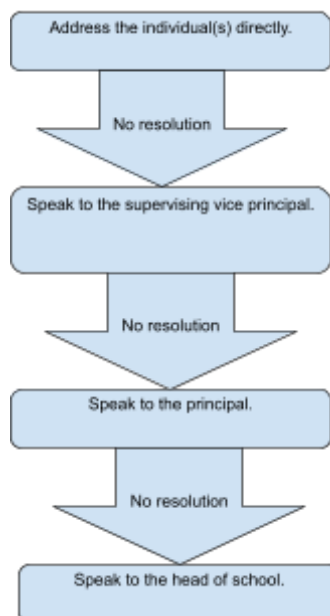 Address the individual(s) directly.
No resolution
Speak to the supervising vice principal.
No resolution
Speak to the principal.
No resolution
Speak to the head of school.